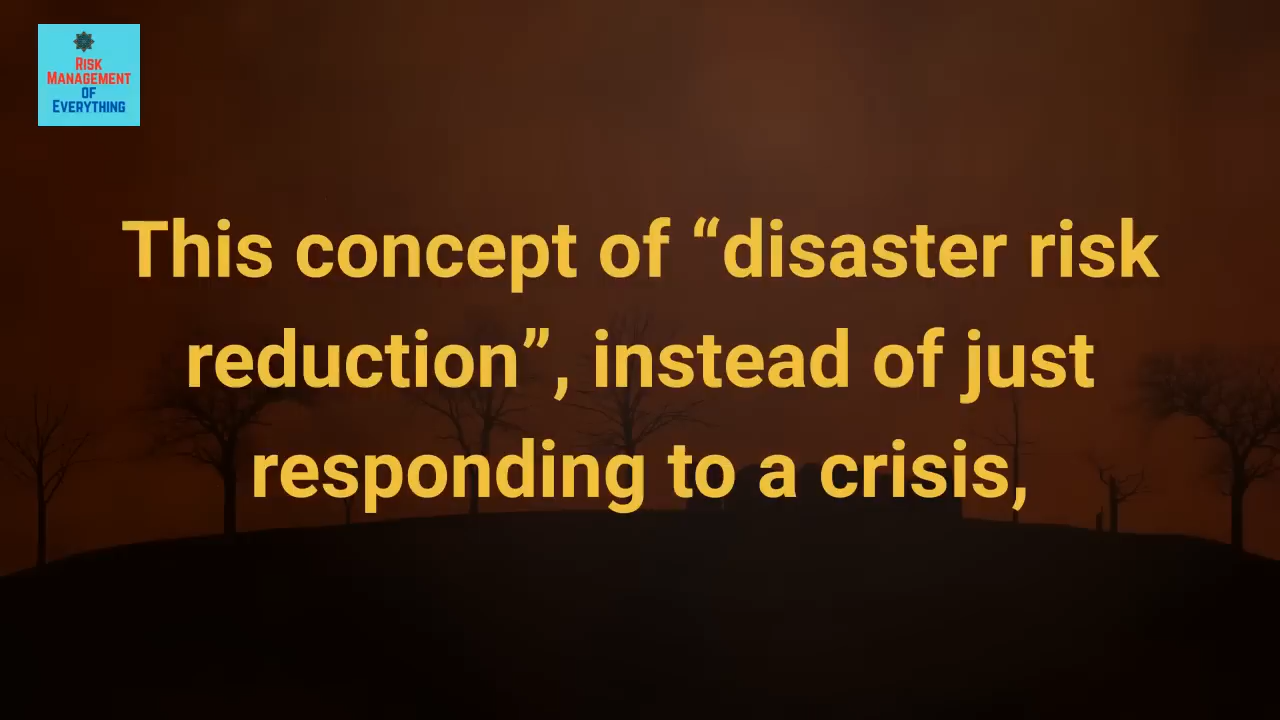 Risk
Management
of
Everything
This concept of “disaster risk
reduction”, instead of just
responding to a crisis,